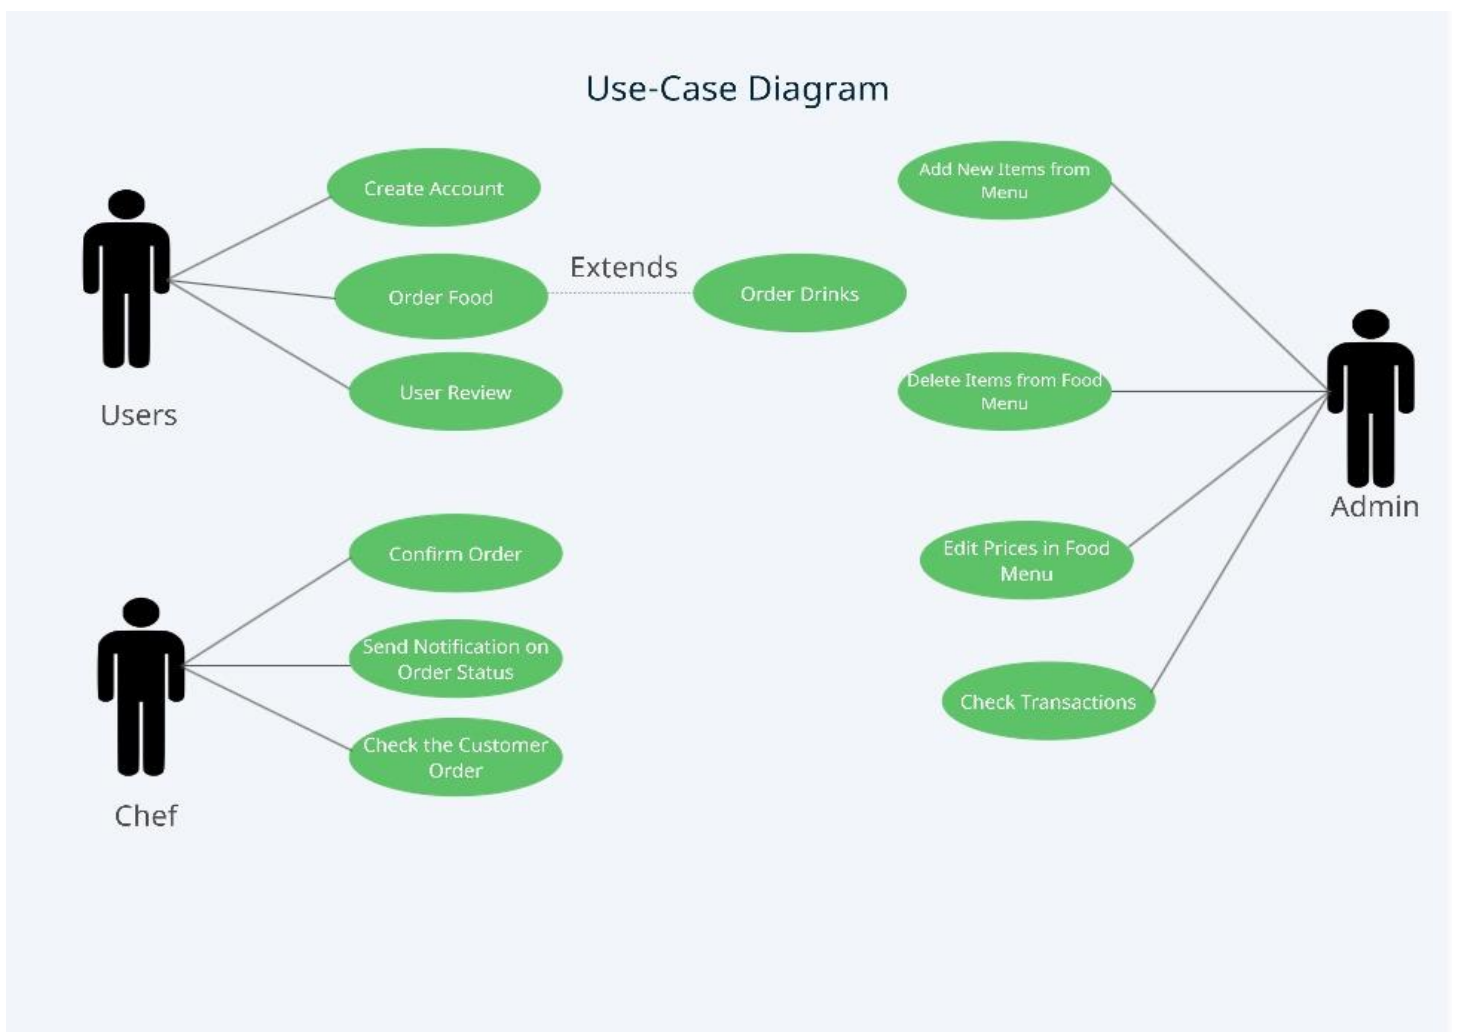 Use-Case Diagram
Create Account
Order Food
Extends
Order Drinks
User Review
Users
Add New Items from
Menu
Delete Items from Food
Menu
Edit Prices in Food
Menu
Check Transactions
Admin
Confirm Order
Send Notification on
Order Status
Check the Customer
Order
Chef